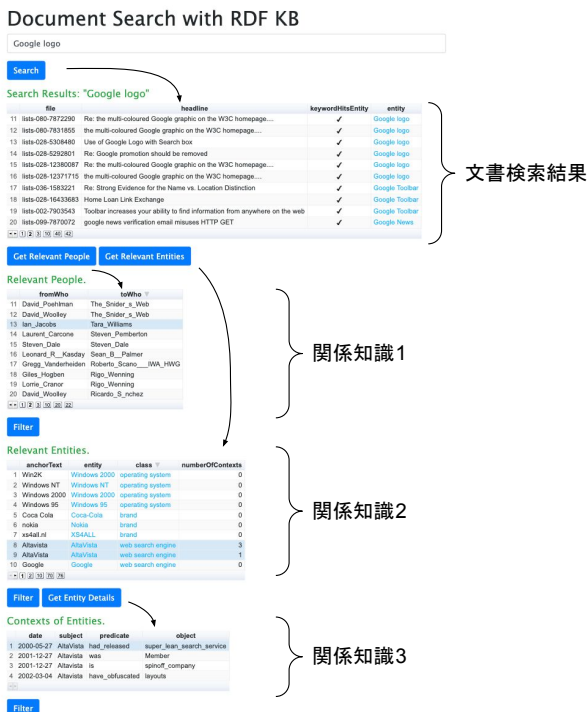 Document Search with RDF KB
Google logo
Search
Search Results: "Google logo"
file headline keywordHitsEntity entity
11 lists-080-7872290 Re: the multi-coloured Google graphic on the W3C homepage.... ✓ Google logo
12 lists-080-7831855 the multi-coloured Google graphic on the W3C homepage.... ✓ Google logo
13 lists-028-5308480 Use of Google Logo with Search box ✓ Google logo
14 lists-028-5292801 Re: Google promotion should be removed ✓ Google logo
15 lists-028-12380087 Re: the multi-coloured Google graphic on the W3C homepage.... ✓ Google logo
16 lists-028-12371715 the multi-coloured Google graphic on the W3C homepage.... ✓ Google logo
17 lists-036-1583221 Re: Strong Evidence for the Name vs. Location Distinction ✓ Google Toolbar
18 lists-028-16433683 Home Loan Link Exchange ✓ Google Toolbar
19 lists-002-7903543 Toolbar increases your ability to find information from anywhere on the web ✓ Google Toolbar
20 lists-099-7870072 google news verification email misuses HTTP GET ✓ Google News
1 2 3 10 40 42
文書検索結果
Get Relevant People Get Relevant Entities
Relevant People.
fromWho toWho
11 David_Poehlman The_Snider_s_Web
12 David_Woolley The_Snider_s_Web
13 Ian_Jacobs Tara_Williams
14 Laurent_Carcone Steven_Pemberton
15 Steven_Dale Steven_Dale
16 Leonard_R__Kasday Sean_B__Palmer
17 Gregg_Vanderheiden Roberto_Scano___IWA_HWG
18 Giles_Hogben Rigo_Wenning
19 Lorrie_Cranor Rigo_Wenning
20 David_Woolley Ricardo_S_nchez
1 2 3 10 20 22
関係知識1
Filter
Relevant Entities.
anchorText entity class numberOfContexts
1 Win2K Windows 2000 operating system 0
2 Windows NT Windows NT operating system 0
3 Windows 2000 Windows 2000 operating system 0
4 Windows 95 Windows 95 operating system 0
5 Coca Cola Coca-Cola brand 0
6 nokia Nokia brand 0
7 xs4all.nl XS4ALL brand 0
8 Altavista AltaVista web search engine 3
9 AltaVista AltaVista web search engine 1
10 Google Google web search engine 0
1 2 10 70 76
関係知識2
Filter Get Entity Details
Contexts of Entities.
date subject predicate object
1 2000-05-27 AltaVista had_released super_lean_search_service
2 2001-12-27 Altavista was Member
3 2001-12-27 Altavista is spinoff_company
4 2002-03-04 Altavista have_obfuscated layouts
関係知識3
Filter